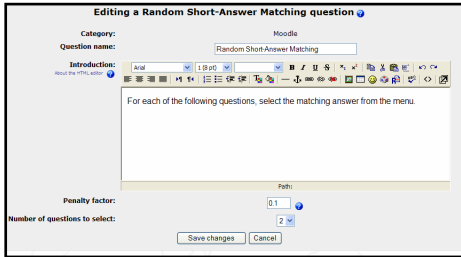 Editing a Random Short-Answer Matching question
Category: Moodle
Question name: Random Short-Answer Matching
Introduction:
About the HTML editor
Arial 1 (8 pt) B I U S
For each of the following questions, select the matching answer from the menu.
Path:
Penalty factor: 0.1
Number of questions to select: 2
Save changes Cancel